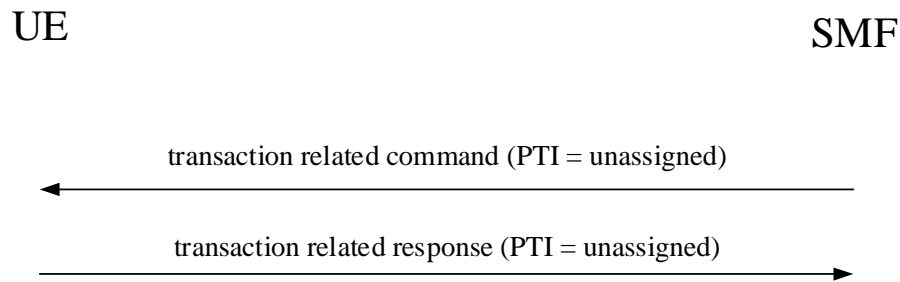 UE
SMF
transaction related command (PTI = unassigned)
transaction related response (PTI = unassigned)